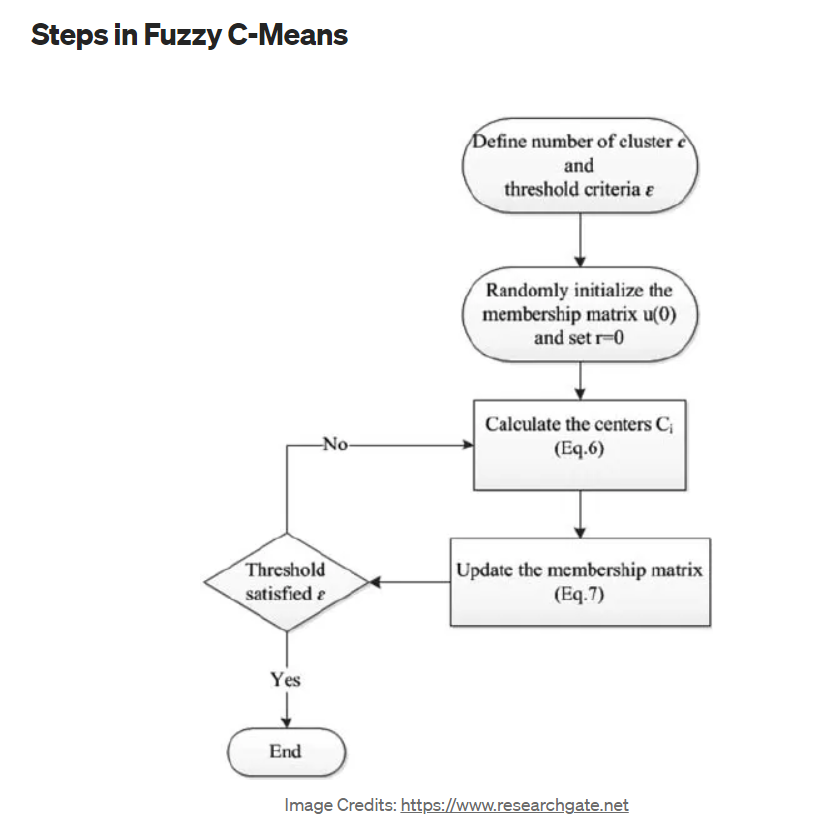 Steps in Fuzzy C-Means
Define number of cluster c
and
threshold criteria ε
Randomly initialize the
membership matrix u(0)
and set r=0
Calculate the centers Cᵢ
(Eq.6)
No
Update the membership matrix
(Eq.7)
Threshold
satisfied ε
Yes
End
Image Credits: https://www.researchgate.net